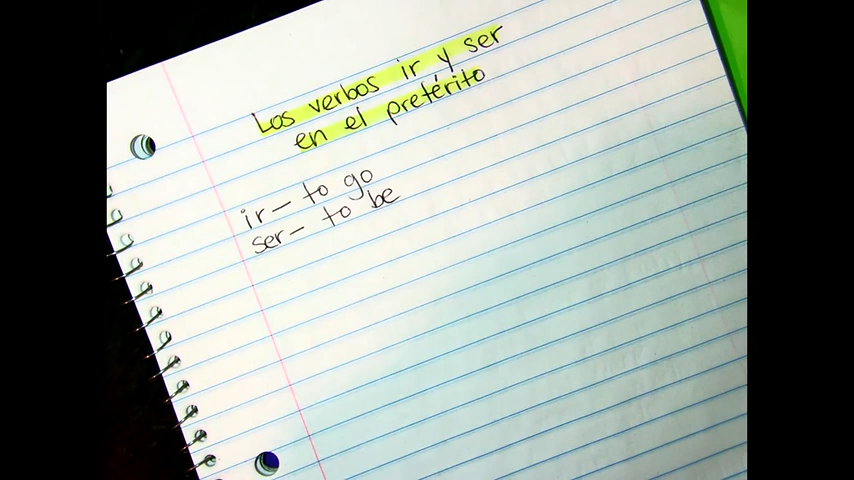 Los verbos ir y ser
en el pretérito
ir- to go
ser- to be